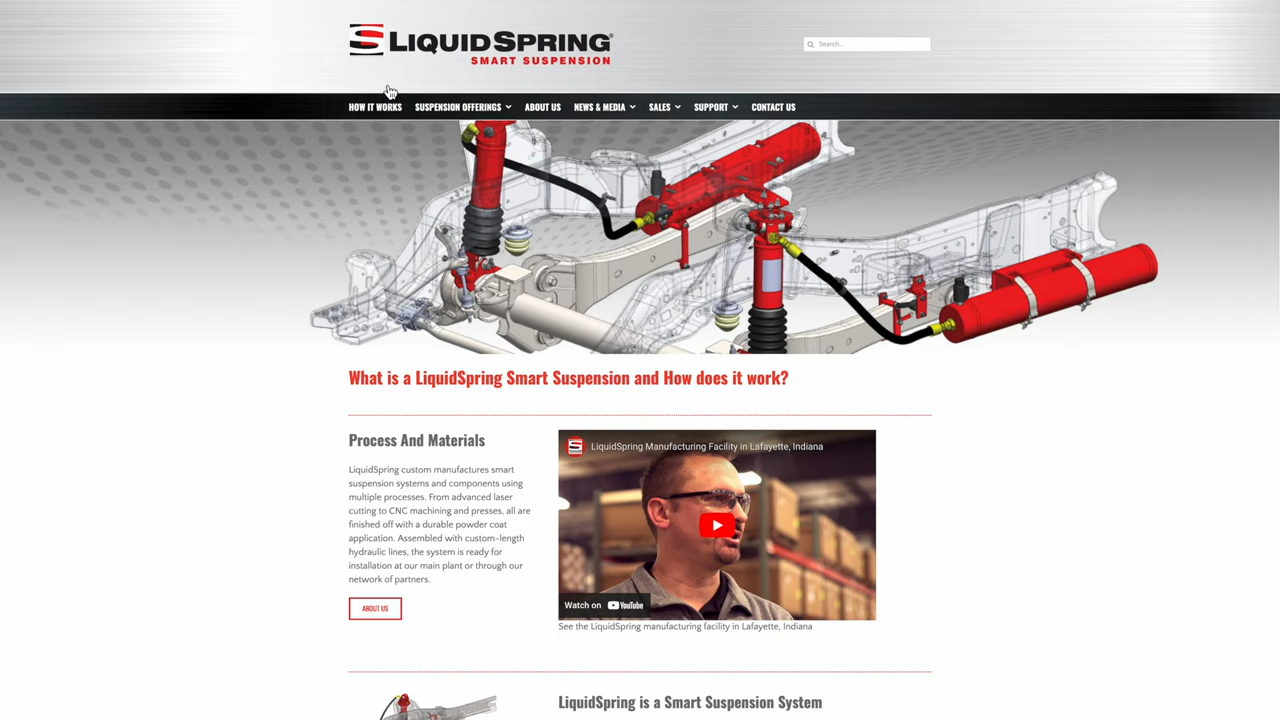 LIQUIDSPRING®
SMART SUSPENSION
Search...
HOW IT WORKS SUSPENSION OFFERINGS ABOUT US NEWS & MEDIA SALES SUPPORT CONTACT US
What is a LiquidSpring Smart Suspension and How does it work?
Process And Materials
LiquidSpring custom manufactures smart
suspension systems and components using
multiple processes. From advanced laser
cutting to CNC machining and presses, all are
finished off with a durable powder coat
application. Assembled with custom-length
hydraulic lines, the system is ready for
installation at our main plant or through our
network of partners.
ABOUT US
LiquidSpring Manufacturing Facility in Lafayette, Indiana
Watch on YouTube
See the LiquidSpring manufacturing facility in Lafayette, Indiana
LiquidSpring is a Smart Suspension System